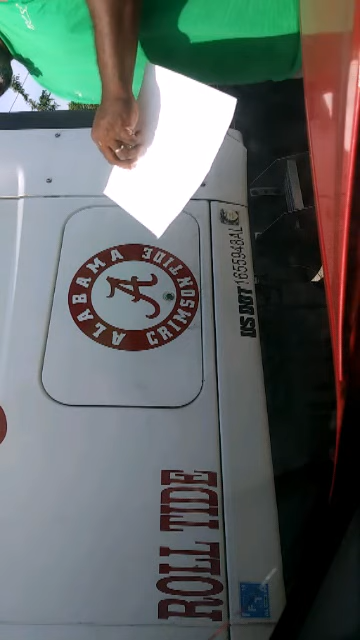 ALABAMA
CRIMSON TIDE
A
ROLL TIDE
US DOT 1655948AL